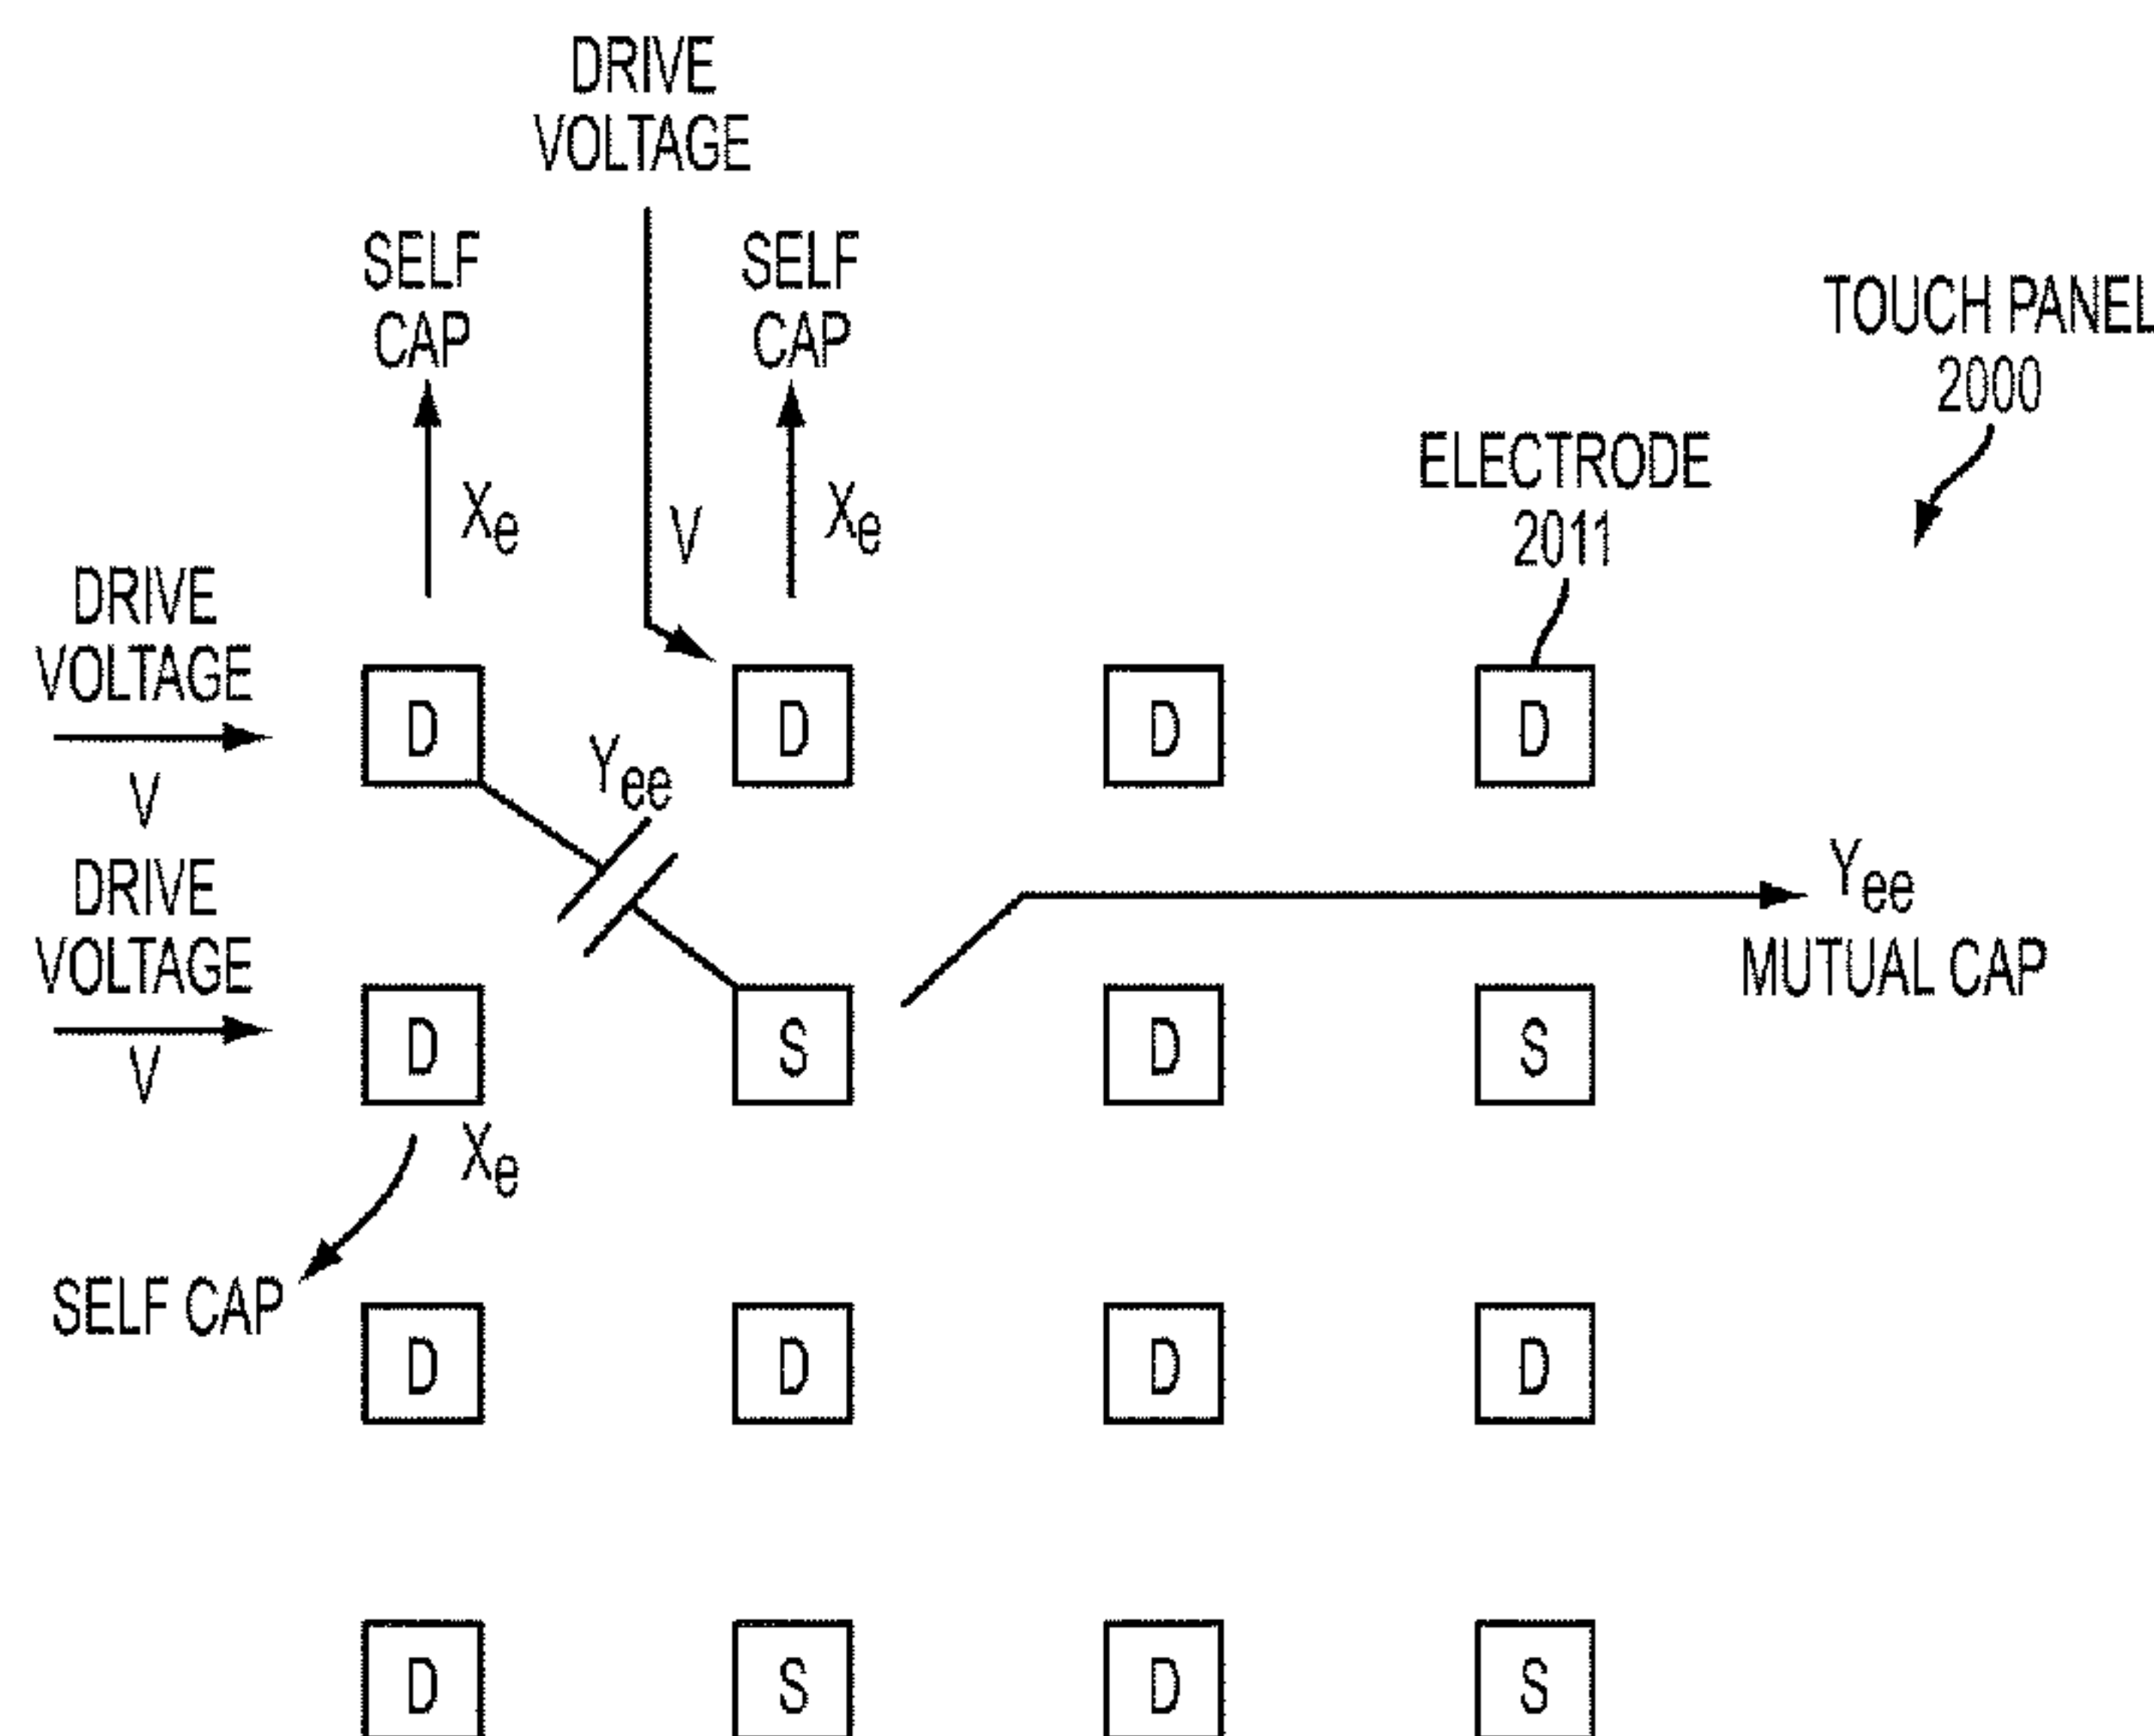 DRIVE
VOLTAGE
SELF
CAP
SELF
CAP
TOUCH PANEL
2000
ELECTRODE
2011
Xe
V
Xe
DRIVE
VOLTAGE
V
D
D
D
D
Yee
DRIVE
VOLTAGE
V
Yee
MUTUAL CAP
D
S
D
S
Xe
SELF CAP
D
D
D
D
D
S
D
S